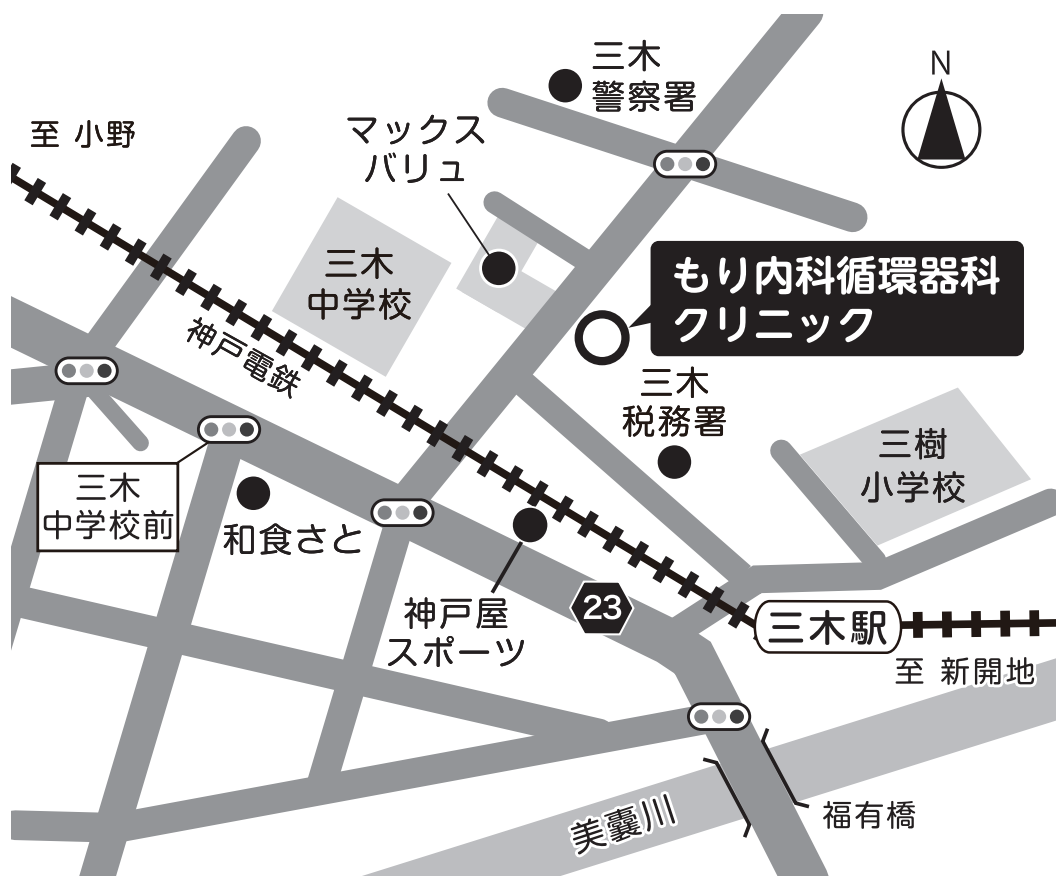 N
三木
警察署
至 小野
マックス
バリュ
もり内科循環器科
クリニック
三木
中学校
神戸電鉄
三木
税務署
三樹
小学校
三木
中学校前
和食さと
神戸屋
スポーツ
23
三木駅
至 新開地
美嚢川
福有橋